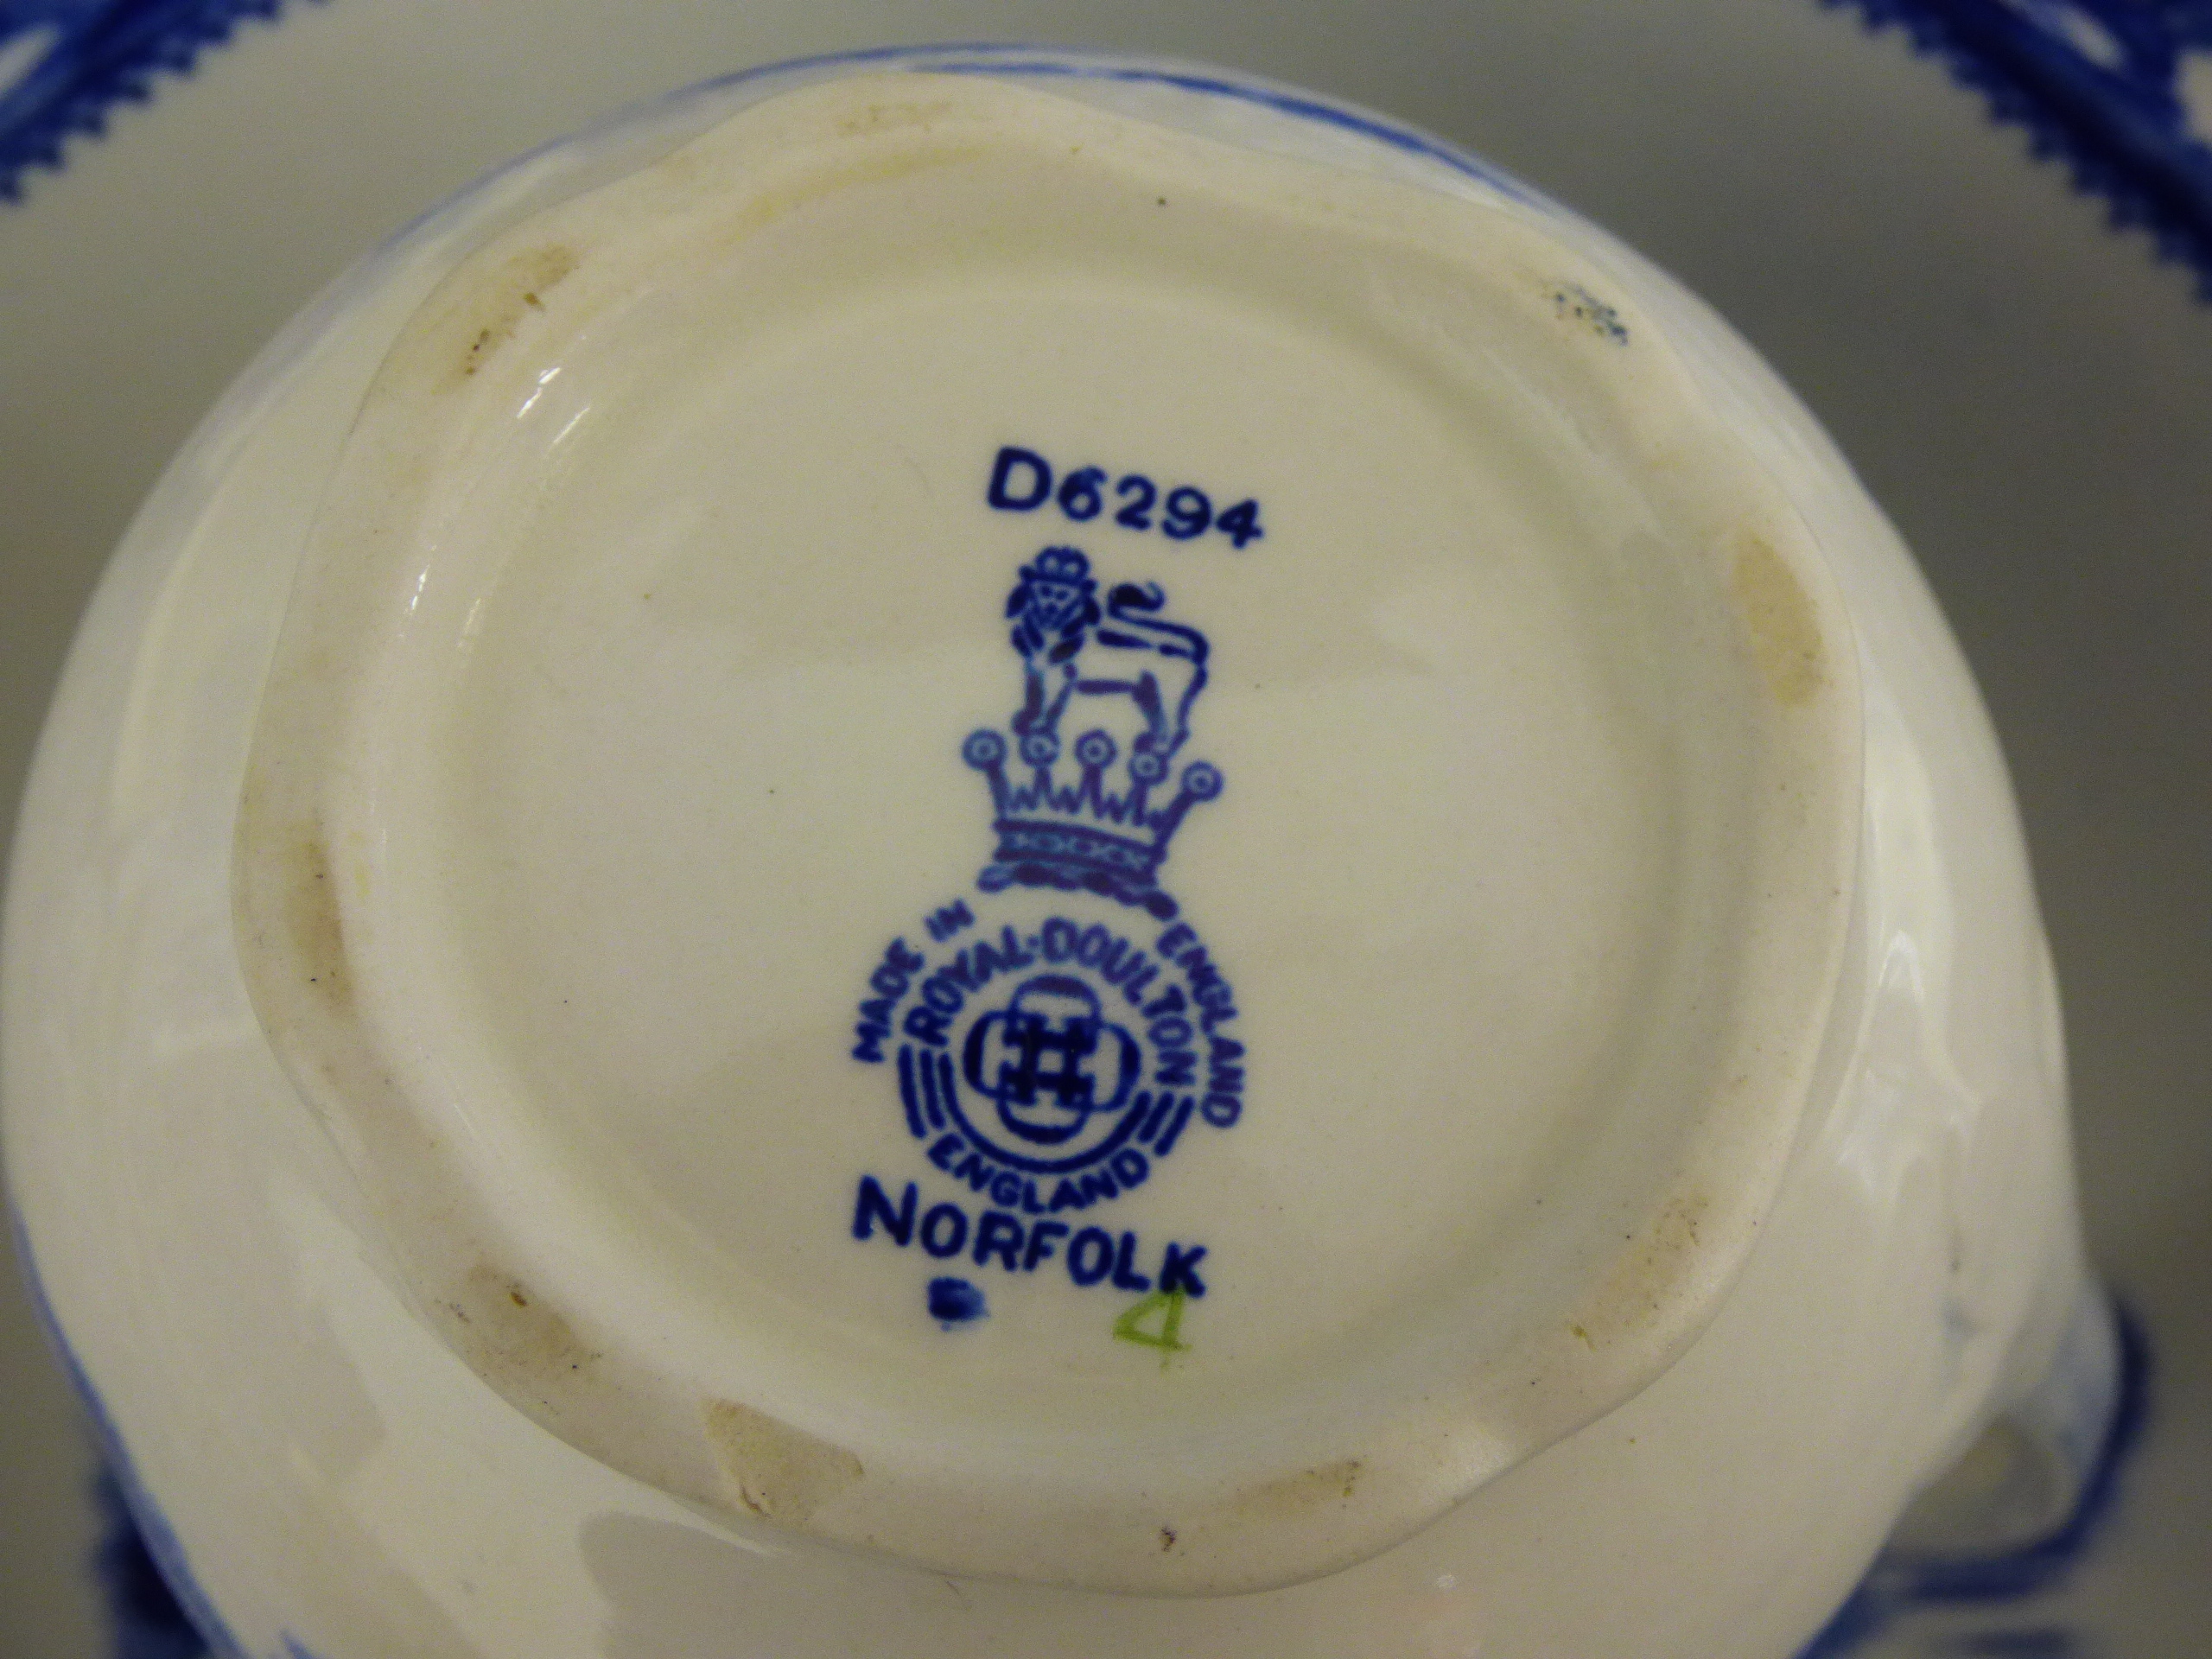 D6294
MADE IN ENGLAND
ROYAL·DOULTON
ENGLAND
NORFOLK
4